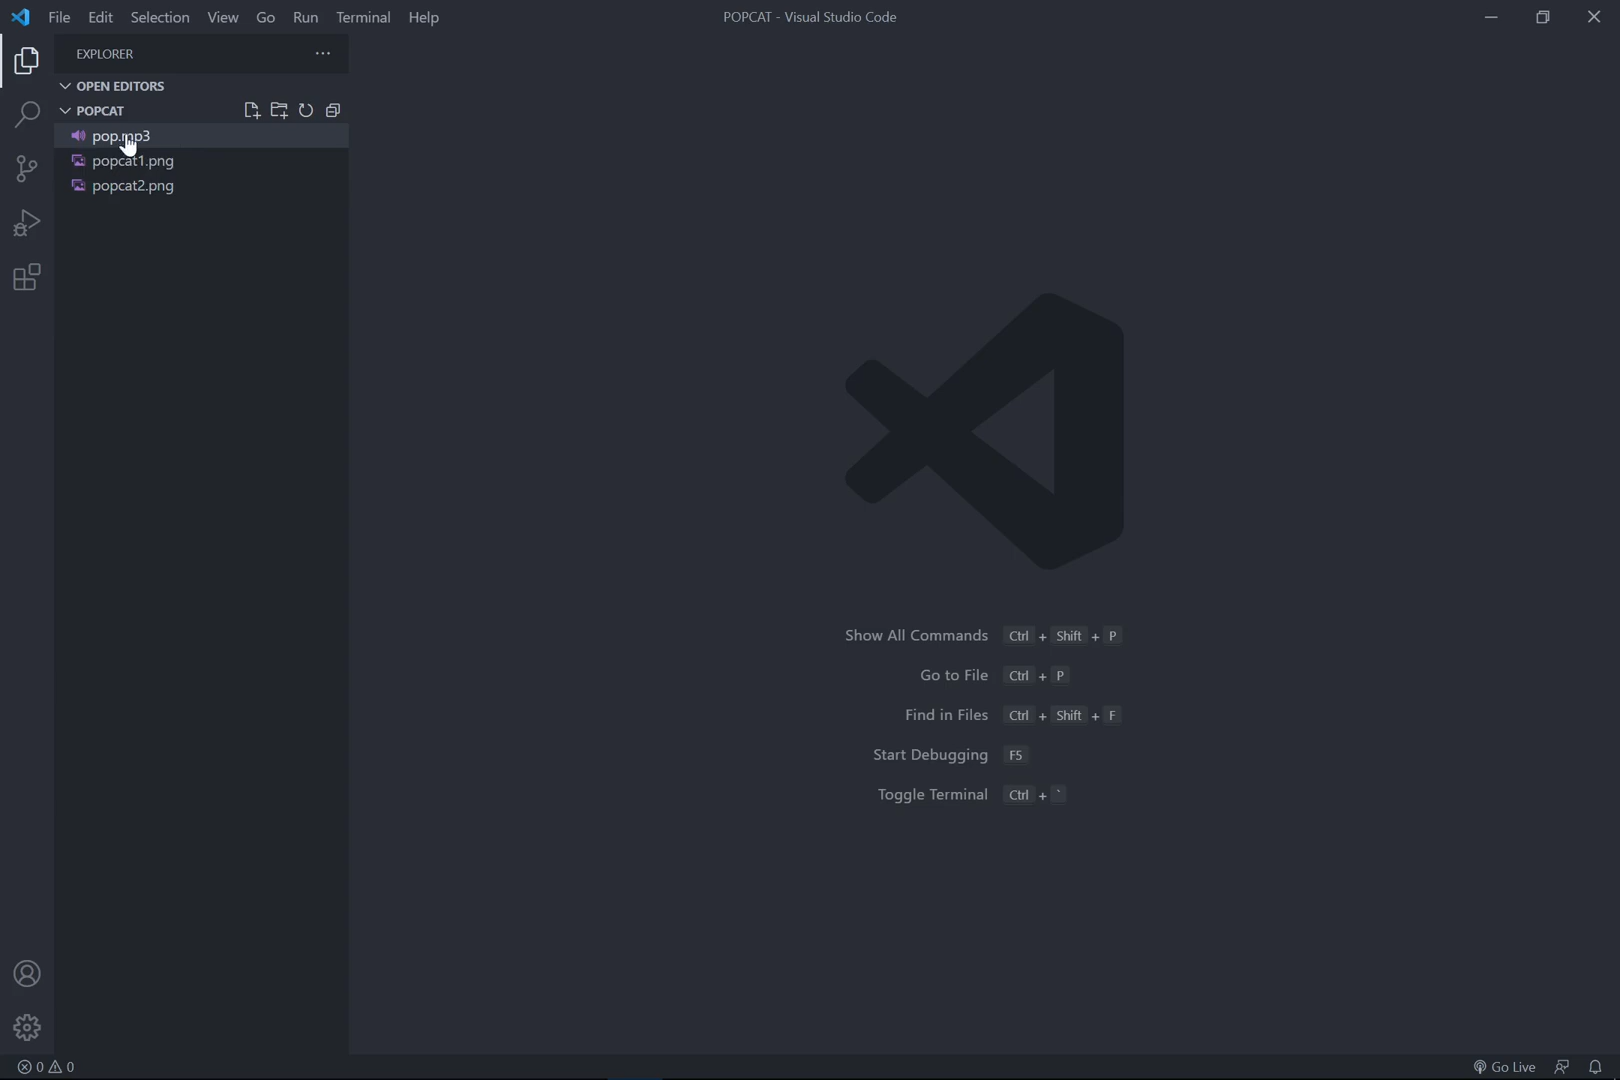 File Edit Selection View Go Run Terminal Help
POPCAT - Visual Studio Code
EXPLORER
OPEN EDITORS
POPCAT
pop.mp3
popcat1.png
popcat2.png
Show All Commands Ctrl + Shift + P
Go to File Ctrl + P
Find in Files Ctrl + Shift + F
Start Debugging F5
Toggle Terminal Ctrl + `
0 0
Go Live